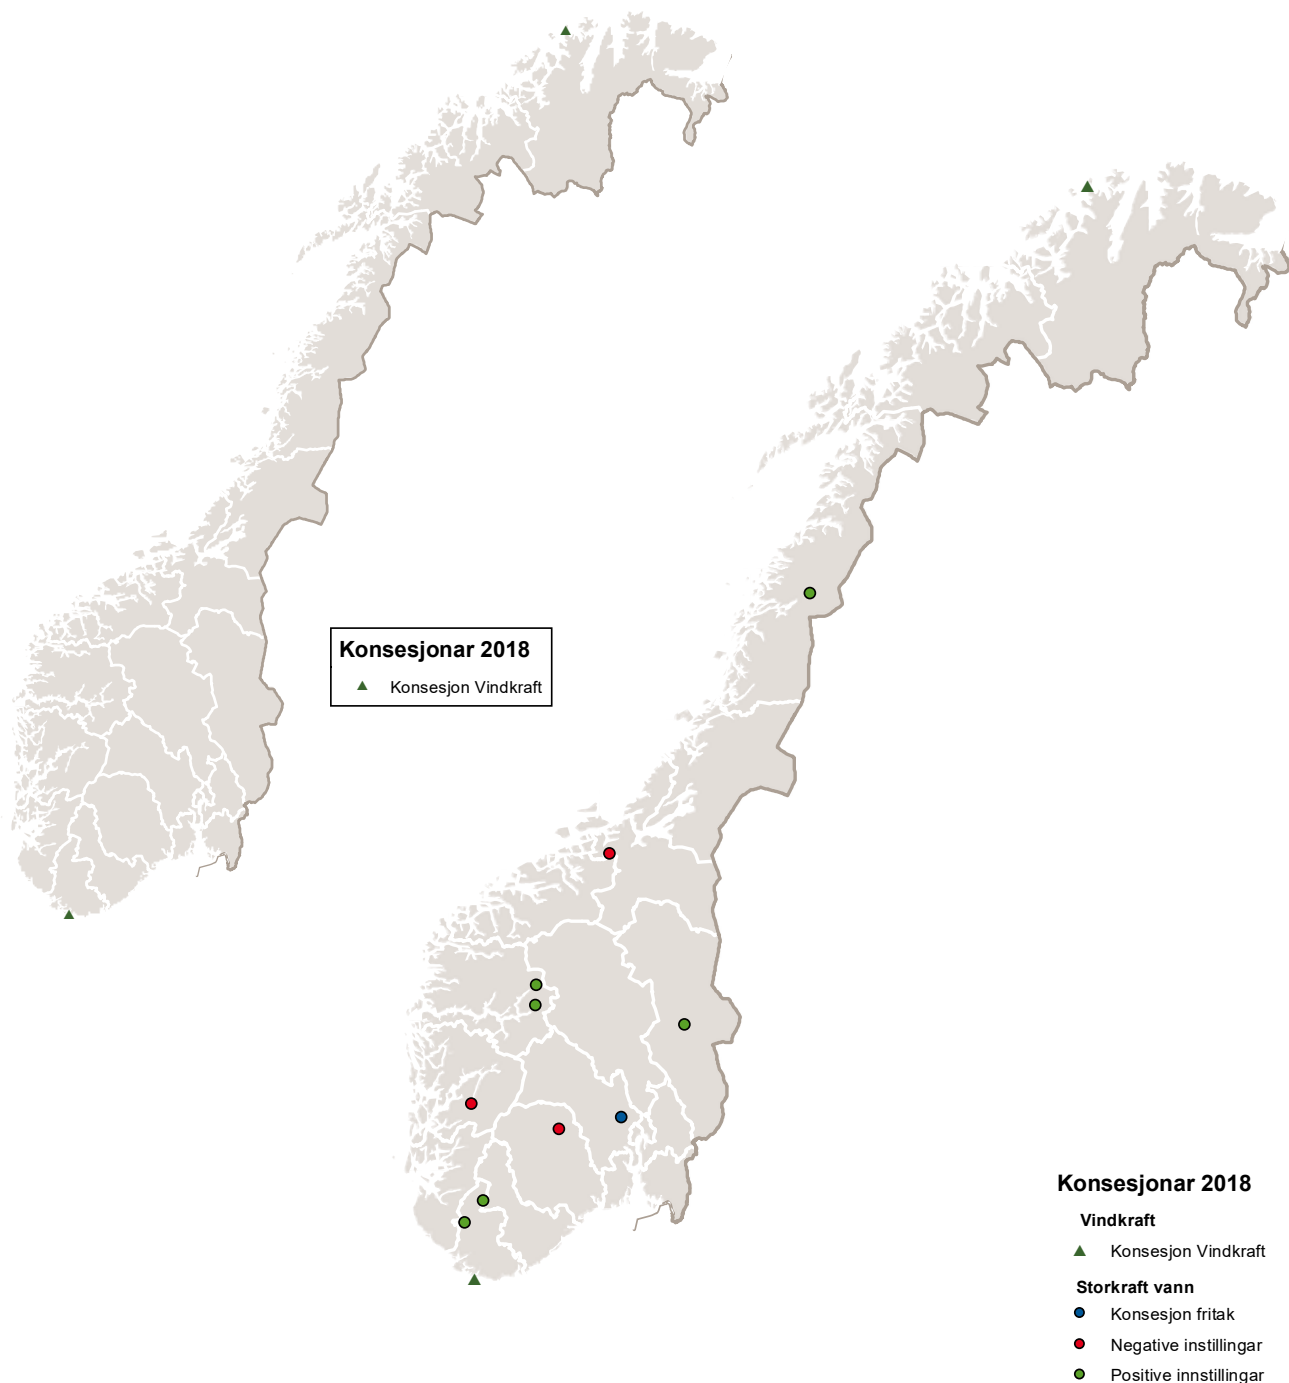 Konsesjonar 2018
Konsesjon Vindkraft
Konsesjonar 2018
Vindkraft
Konsesjon Vindkraft
Storkraft vann
Konsesjon fritak
Negative instillingar
Positive innstillingar